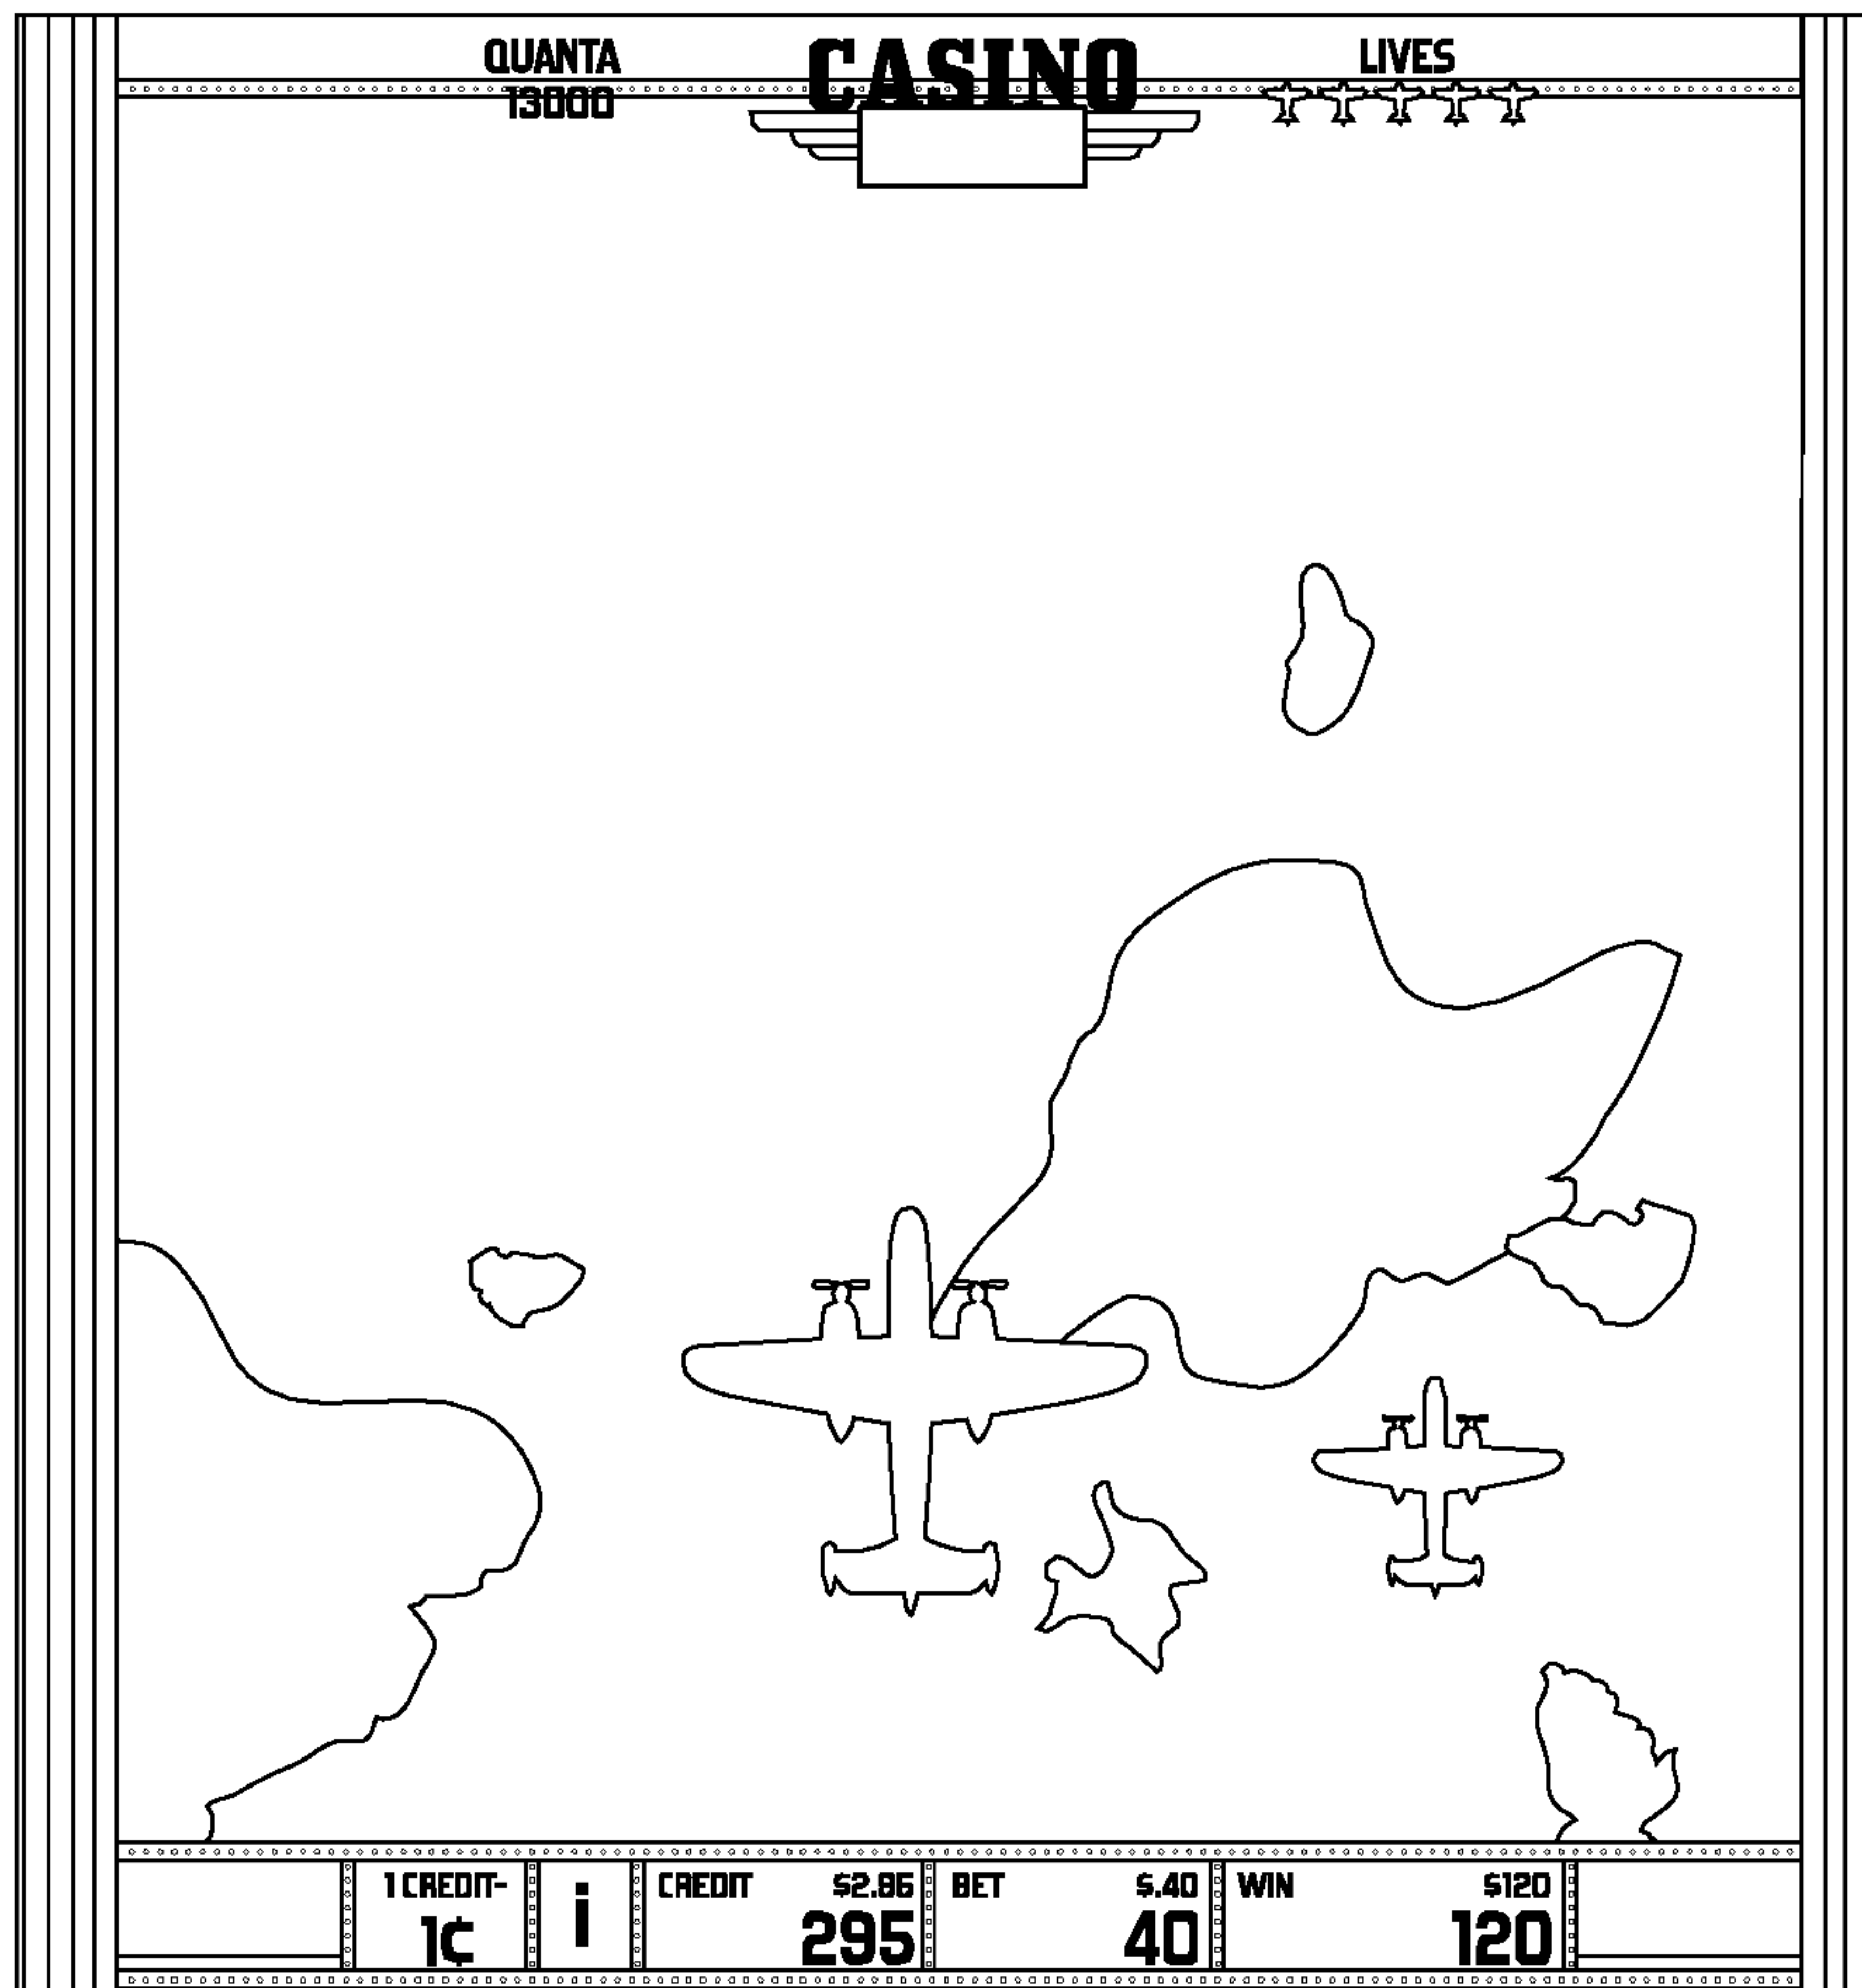 QUANTA
CASINO
LIVES
13000
1 CREDIT-
1¢
i
CREDIT $2.86
295
BET $.40
40
WIN $120
120